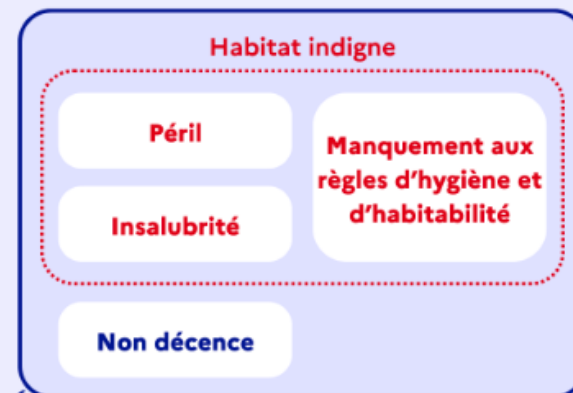 Habitat indigne
Péril
Insalubrité
Manquement aux
règles d'hygiène et
d'habitabilité
Non décence